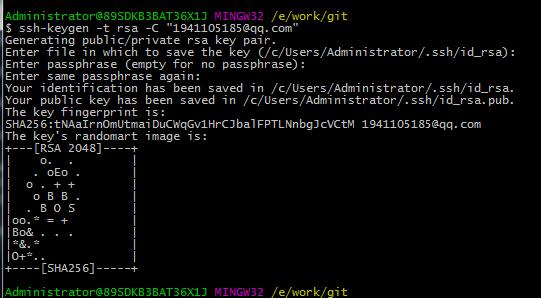 Administrator@89SDKB3BAT36X1J MINGW32 /e/work/git
$ ssh-keygen -t rsa -C "1941105185@qq.com"
Generating public/private rsa key pair.
Enter file in which to save the key (/c/Users/Administrator/.ssh/id_rsa):
Enter passphrase (empty for no passphrase):
Enter same passphrase again:
Your identification has been saved in /c/Users/Administrator/.ssh/id_rsa.
Your public key has been saved in /c/Users/Administrator/.ssh/id_rsa.pub.
The key fingerprint is:
SHA256:tNAaIrnOmUtmaiDuCWqGv1HrCJbalFPTLNnbgJcVCtM 1941105185@qq.com
The key's randomart image is:
+---[RSA 2048]----+
|    o.  .        |
|   . oEo .       |
|  o . + +        |
|   o B B .       |
|  . B O S        |
|oo.* = +         |
|Bo& . . .        |
|*&.*             |
|O+*..            |
+----[SHA256]-----+
Administrator@89SDKB3BAT36X1J MINGW32 /e/work/git